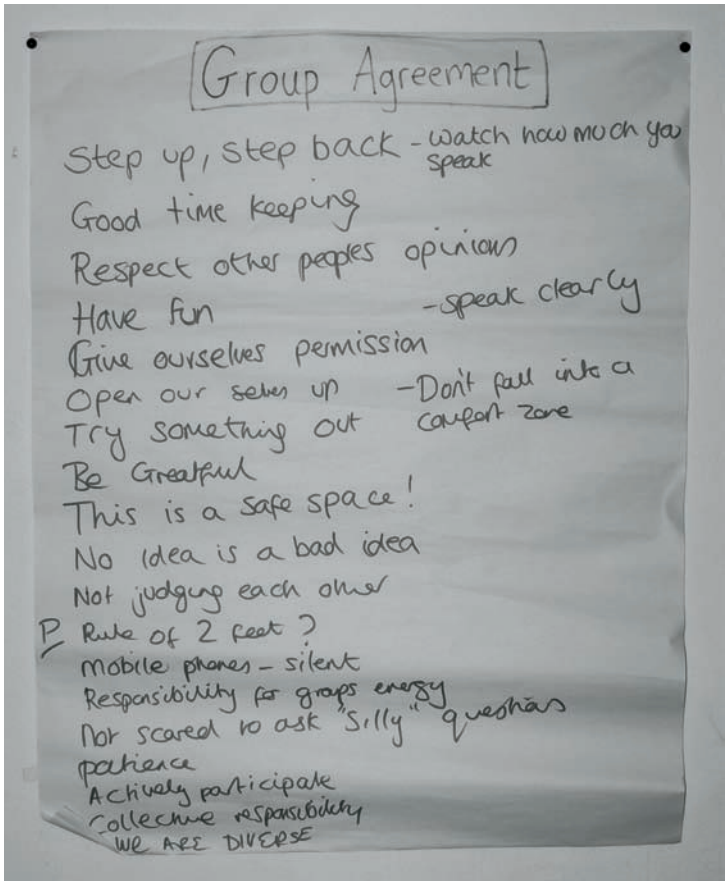 Group Agreement
Step up, step back - watch how much you
speak
Good time keeping
Respect other peoples opinions
Have fun - speak clearly
Give ourselves permission
Open our selves up - Don't fall into a
Try something out comfort zone
Be Greatful
This is a safe space!
No idea is a bad idea
Not judging each other
P Rule of 2 feet?
mobile phones - silent
Responsibility for groups energy
Not scared to ask "silly" questions
patience
Actively participate
Collective responsibility
WE ARE DIVERSE